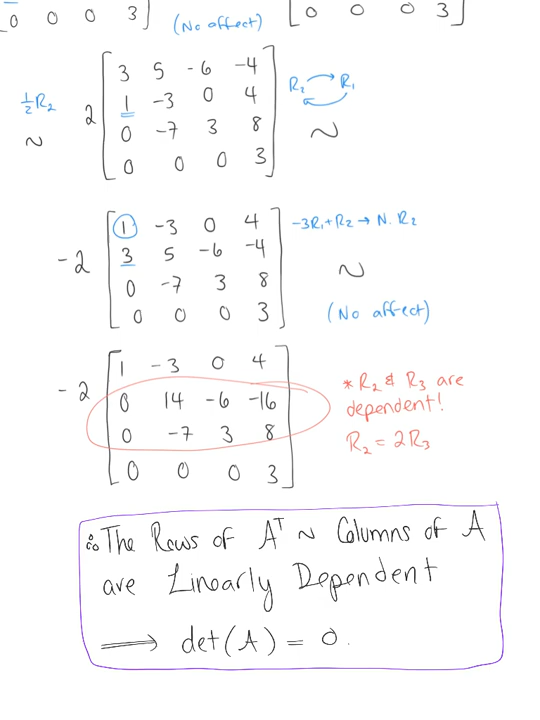 0 0 0 3 ] (No affect) [ 0 0 0 3 ]
½R₂ ~ 2 [ 3 5 -6 -4 R₂ R₁ ~
1 -3 0 4
0 -7 3 8
0 0 0 3 ]
-2 [ 1 -3 0 4 -3R₁+R₂ → N. R₂
3 5 -6 -4 ~
0 -7 3 8
0 0 0 3 ] (No affect)
-2 [ 1 -3 0 4
0 14 -6 -16
0 -7 3 8
0 0 0 3 ]
* R₂ & R₃ are
dependent!
R₂ = 2R₃
∴ The Rows of Aᵀ ~ Columns of A
are Linearly Dependent
⟹ det(A) = 0.